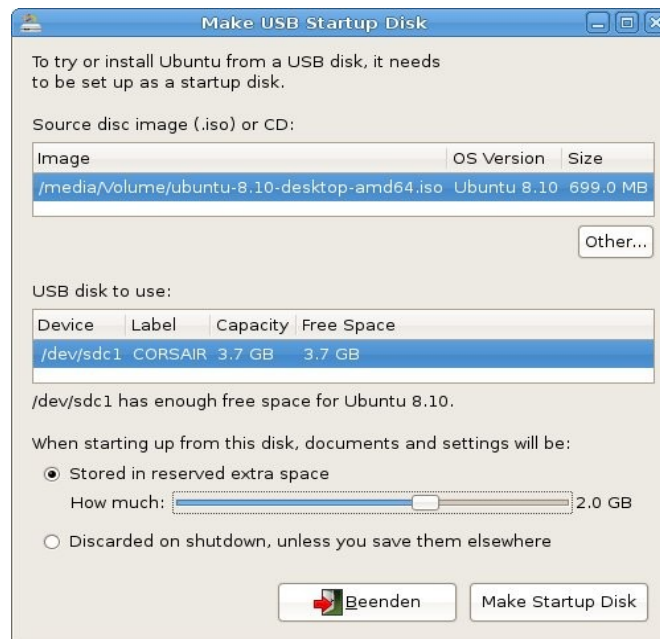 Make USB Startup Disk
To try or install Ubuntu from a USB disk, it needs
to be set up as a startup disk.
Source disc image (.iso) or CD:
Image OS Version Size
/media/Volume/ubuntu-8.10-desktop-amd64.iso Ubuntu 8.10 699.0 MB
Other...
USB disk to use:
Device Label Capacity Free Space
/dev/sdc1 CORSAIR 3.7 GB 3.7 GB
/dev/sdc1 has enough free space for Ubuntu 8.10.
When starting up from this disk, documents and settings will be:
Stored in reserved extra space
How much: 2.0 GB
Discarded on shutdown, unless you save them elsewhere
Beenden Make Startup Disk